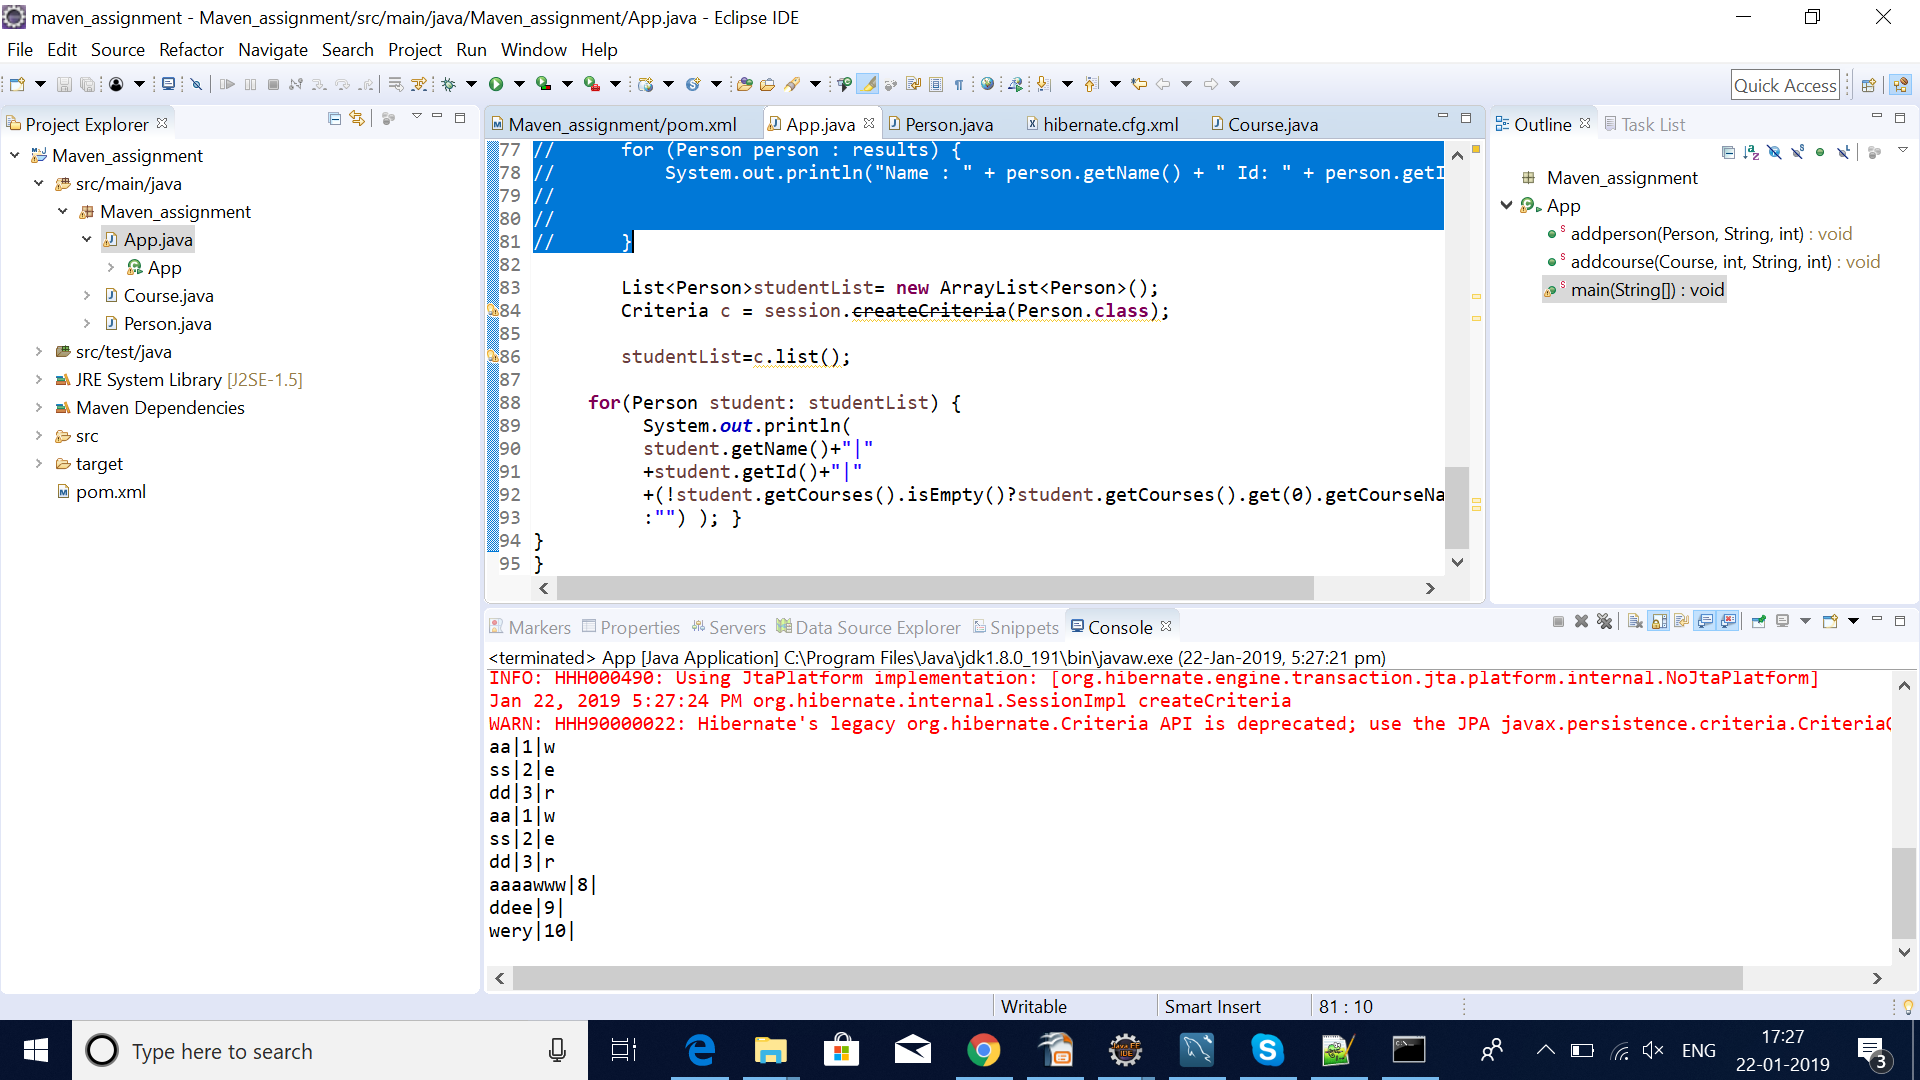 maven_assignment - Maven_assignment/src/main/java/Maven_assignment/App.java - Eclipse IDE
File Edit Source Refactor Navigate Search Project Run Window Help
Quick Access
Project Explorer
Maven_assignment
src/main/java
Maven_assignment
App.java
App
Course.java
Person.java
src/test/java
JRE System Library [J2SE-1.5]
Maven Dependencies
src
target
pom.xml
Maven_assignment/pom.xml App.java Person.java hibernate.cfg.xml Course.java
77 // for (Person person : results) {
78 // System.out.println("Name : " + person.getName() + " Id: " + person.getI
79 //
80 //
81 // }
82
83 List<Person>studentList= new ArrayList<Person>();
84 Criteria c = session.createCriteria(Person.class);
85
86 studentList=c.list();
87
88 for(Person student: studentList) {
89 System.out.println(
90 student.getName()+"|"
91 +student.getId()+"|"
92 +(!student.getCourses().isEmpty()?student.getCourses().get(0).getCourseNa
93 :"") ); }
94 }
95 }
Outline Task List
Maven_assignment
App
addperson(Person, String, int) : void
addcourse(Course, int, String, int) : void
main(String[]) : void
Markers Properties Servers Data Source Explorer Snippets Console
<terminated> App [Java Application] C:\Program Files\Java\jdk1.8.0_191\bin\javaw.exe (22-Jan-2019, 5:27:21 pm)
INFO: HHH000490: Using JtaPlatform implementation: [org.hibernate.engine.transaction.jta.platform.internal.NoJtaPlatform]
Jan 22, 2019 5:27:24 PM org.hibernate.internal.SessionImpl createCriteria
WARN: HHH90000022: Hibernate's legacy org.hibernate.Criteria API is deprecated; use the JPA javax.persistence.criteria.CriteriaQ
aa|1|w
ss|2|e
dd|3|r
aa|1|w
ss|2|e
dd|3|r
aaaawww|8|
ddee|9|
wery|10|
Writable Smart Insert 81 : 10
Type here to search
ENG
17:27
22-01-2019
3